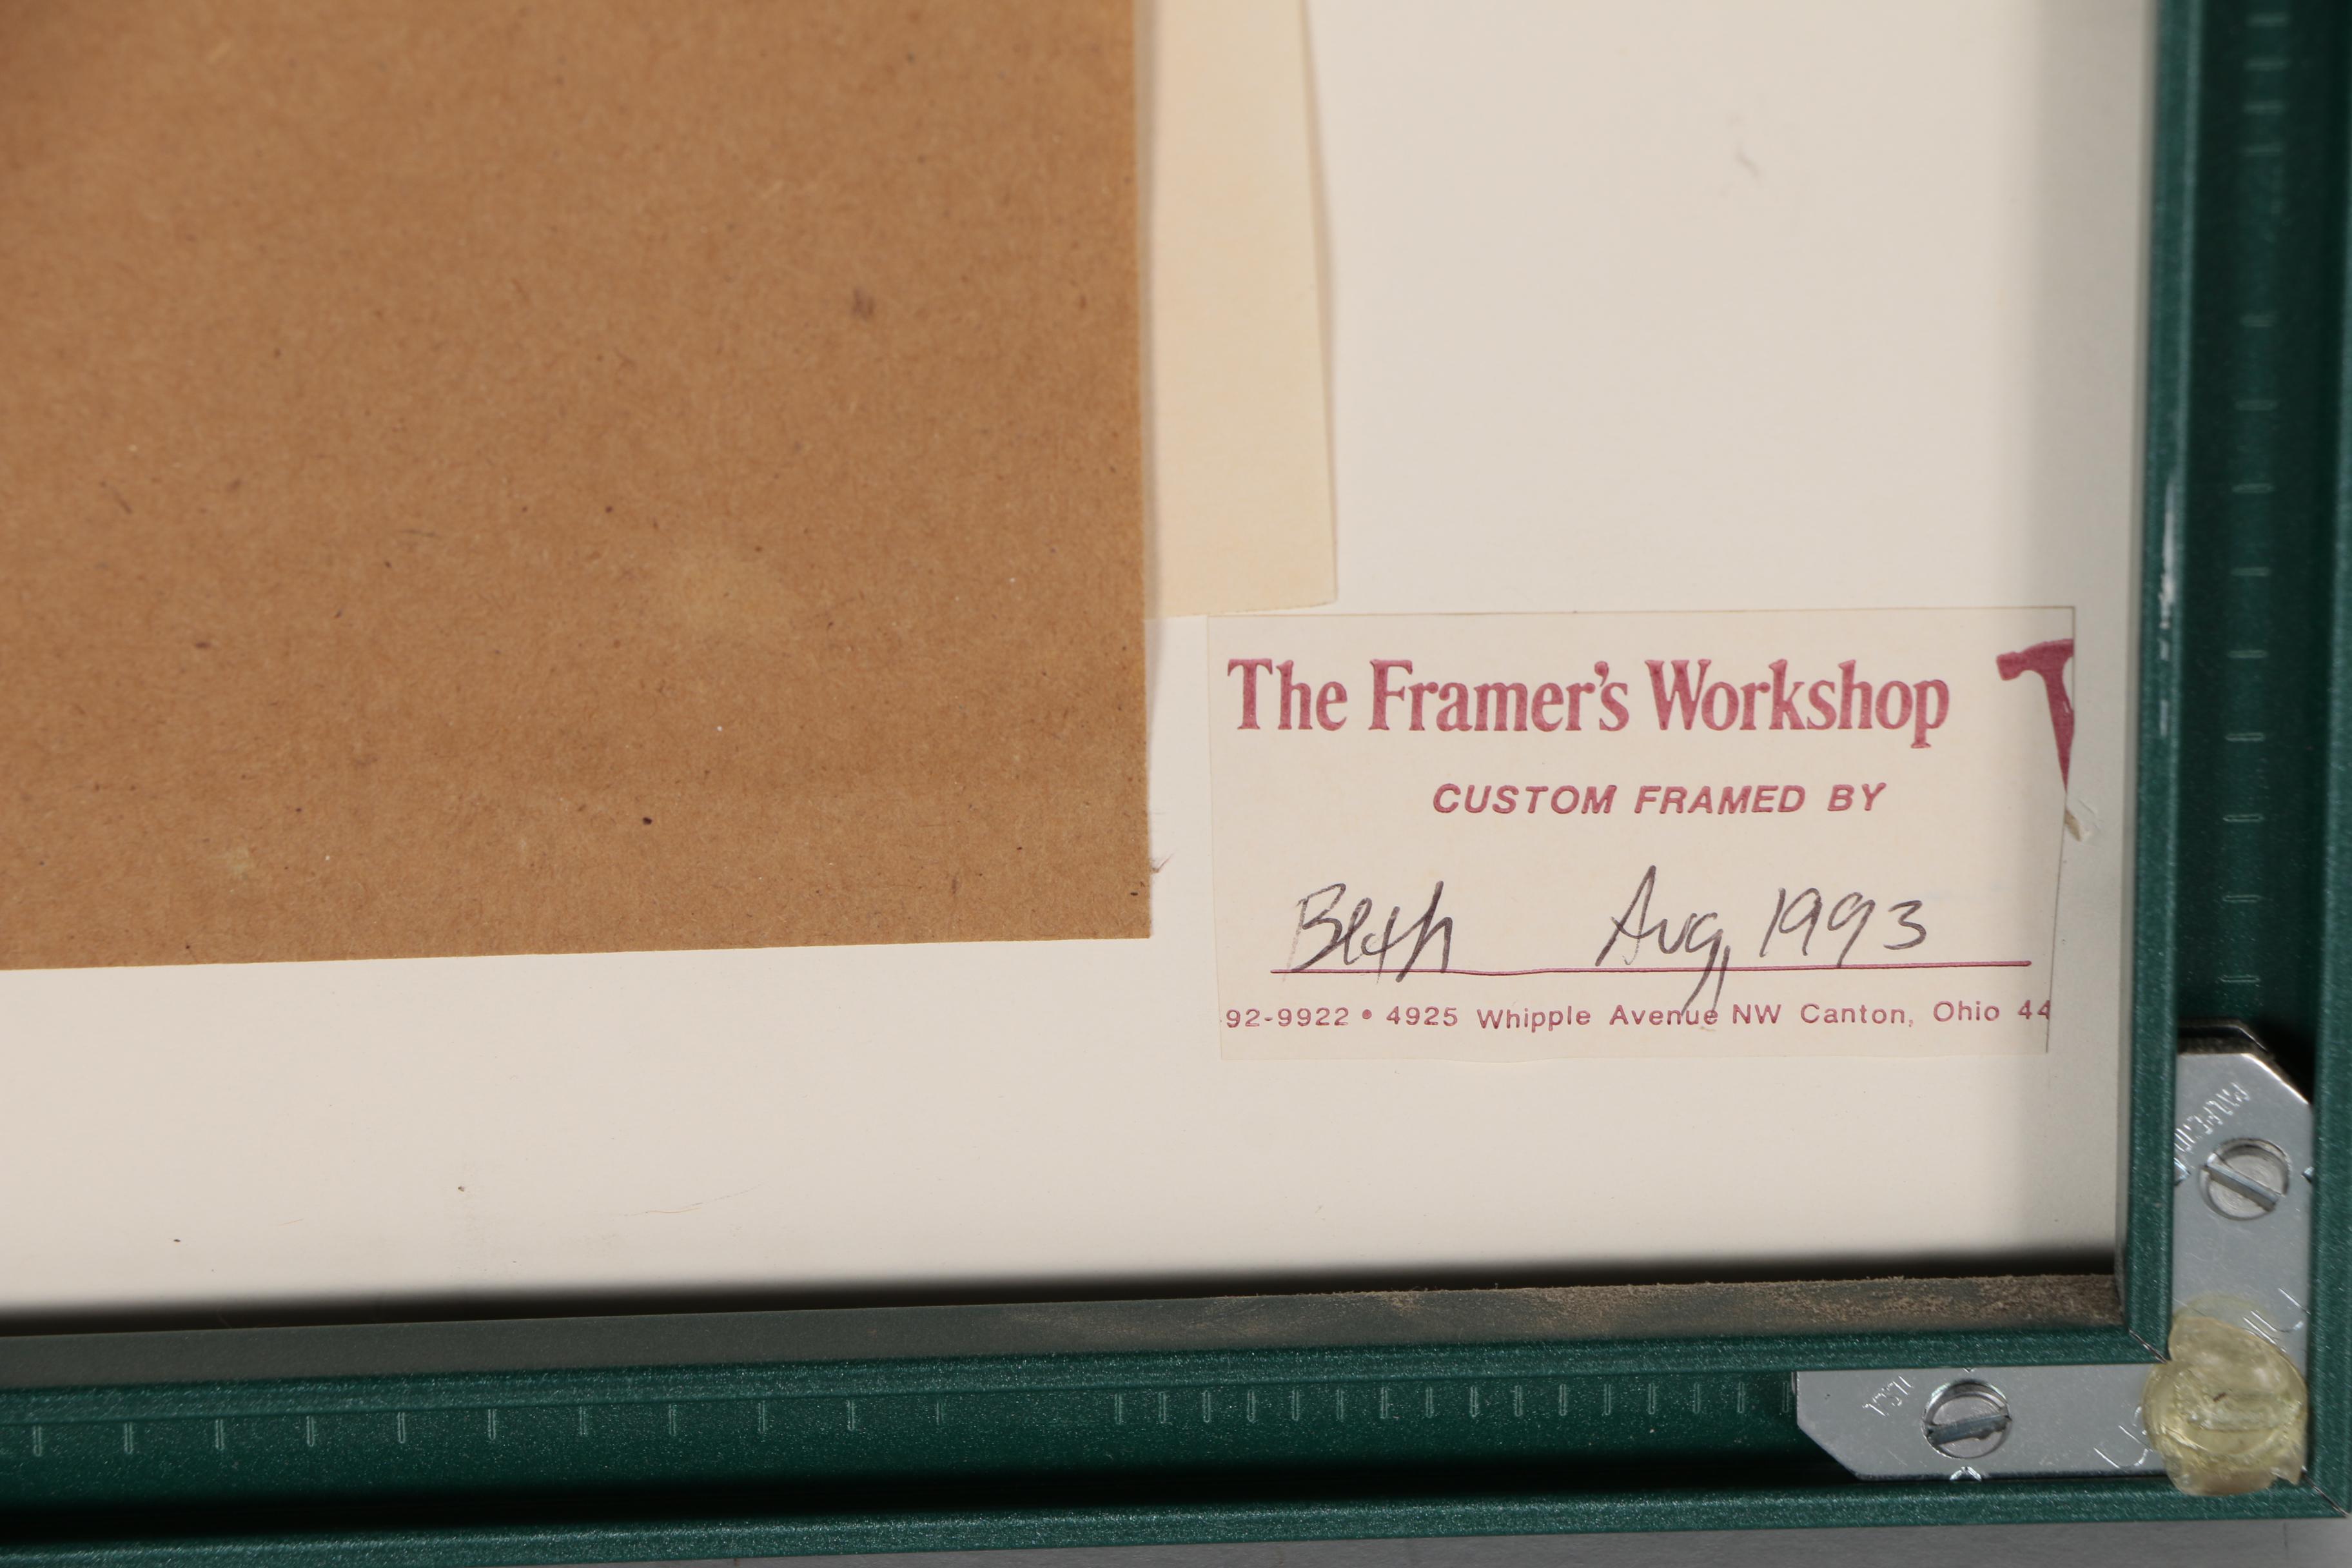 The Framer's Workshop
CUSTOM FRAMED BY
Beth Aug, 1993
92-9922 • 4925 Whipple Avenue NW Canton, Ohio 44
U.S.A.